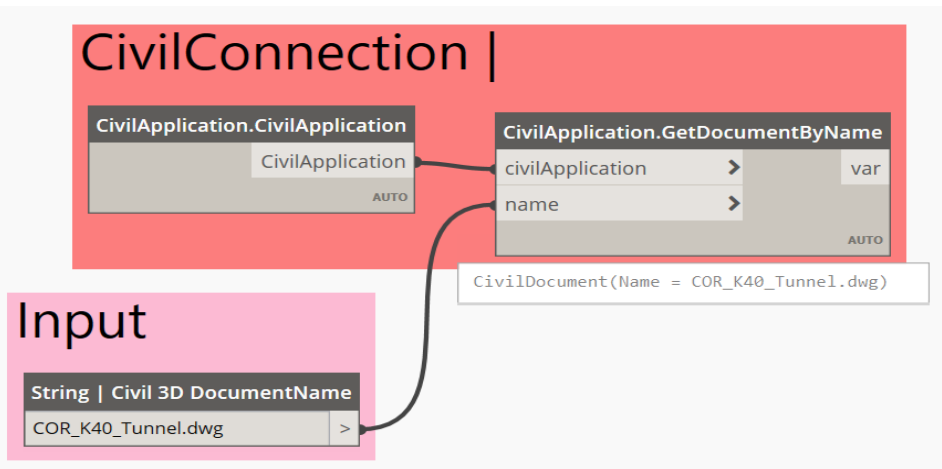 CivilConnection |
CivilApplication.CivilApplication
CivilApplication
AUTO
CivilApplication.GetDocumentByName
civilApplication > var
name >
AUTO
CivilDocument(Name = COR_K40_Tunnel.dwg)
Input
String | Civil 3D DocumentName
COR_K40_Tunnel.dwg >